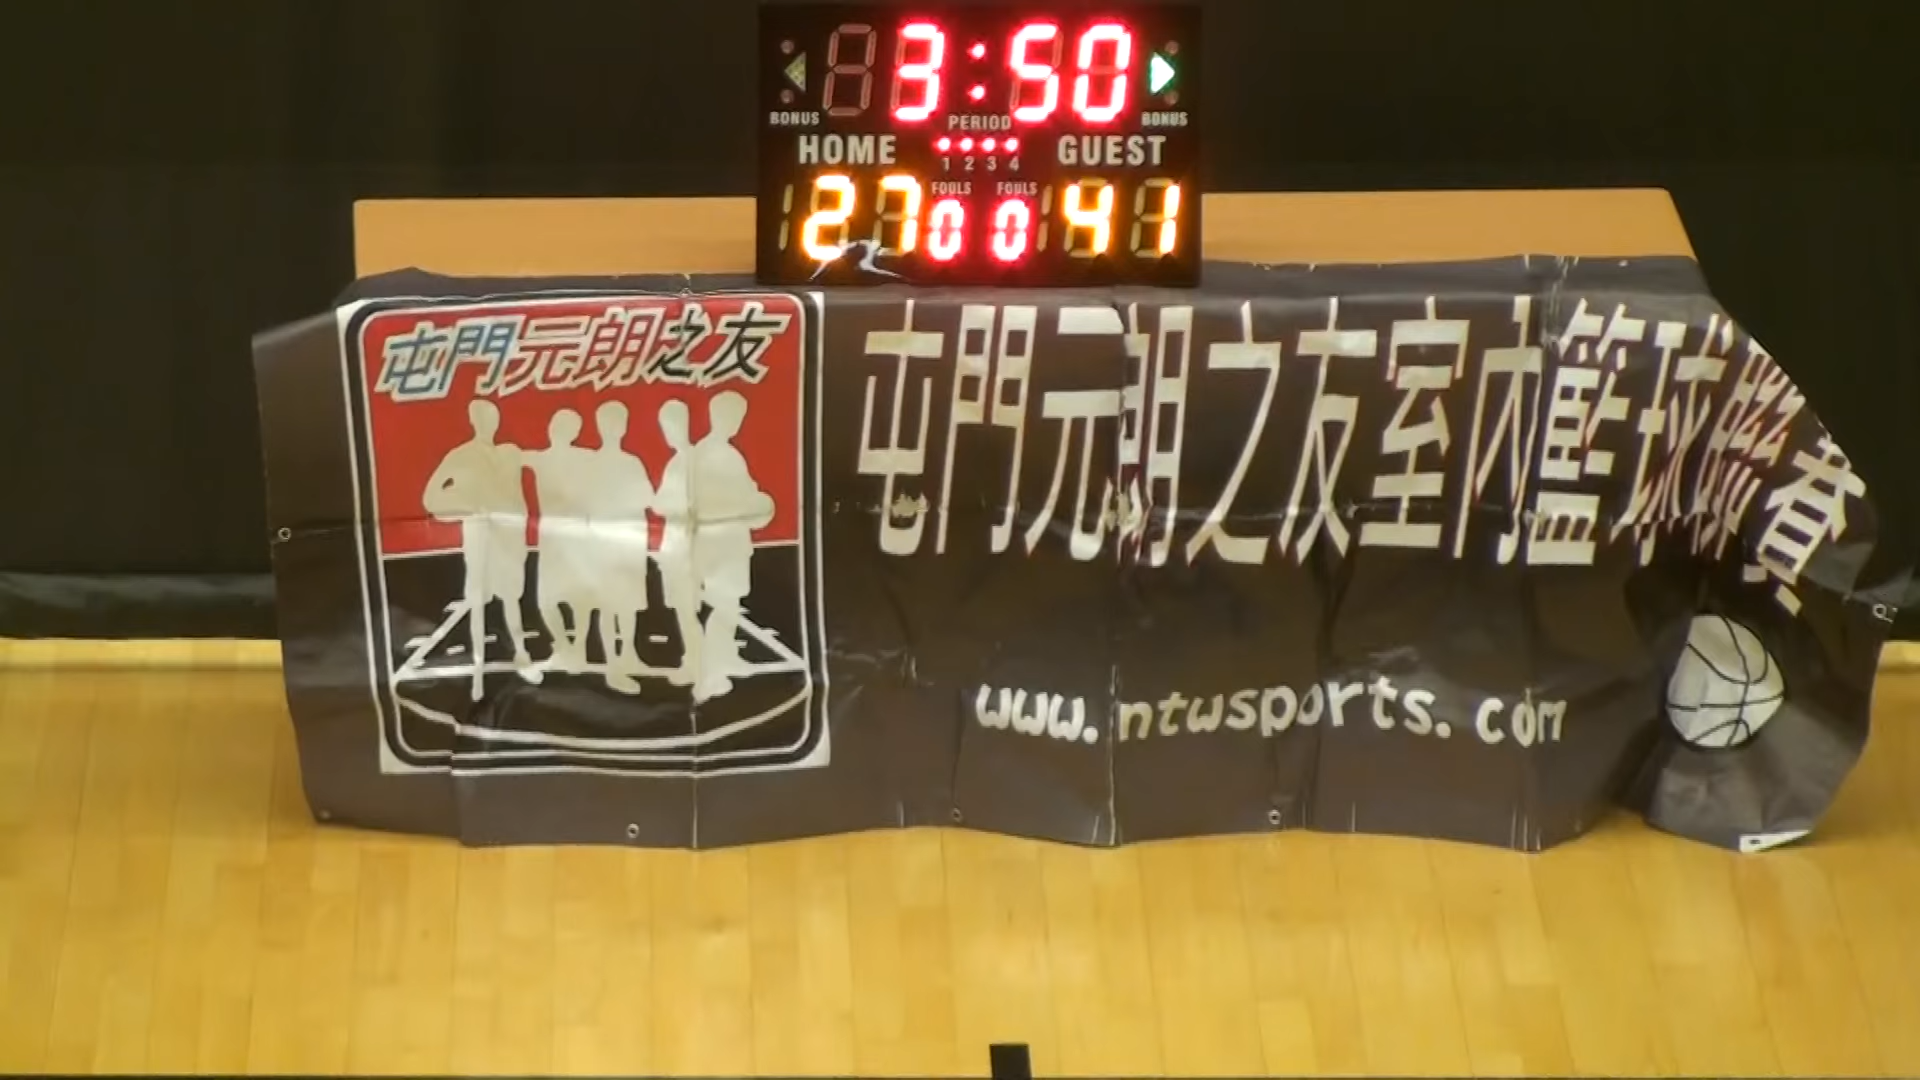 3:50
BONUS PERIOD BONUS
HOME 1 2 3 4 GUEST
FOULS FOULS
27 0 0 41
屯門元朗之友
屯門元朗之友室內籃球聯賽
www.ntwsports.com